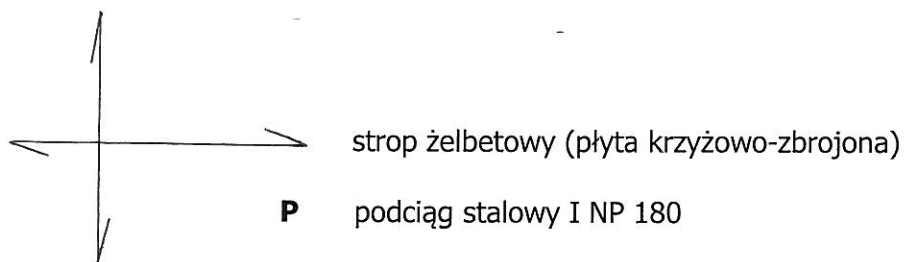 strop żelbetowy (płyta krzyżowo-zbrojona)
P podciąg stalowy I NP 180